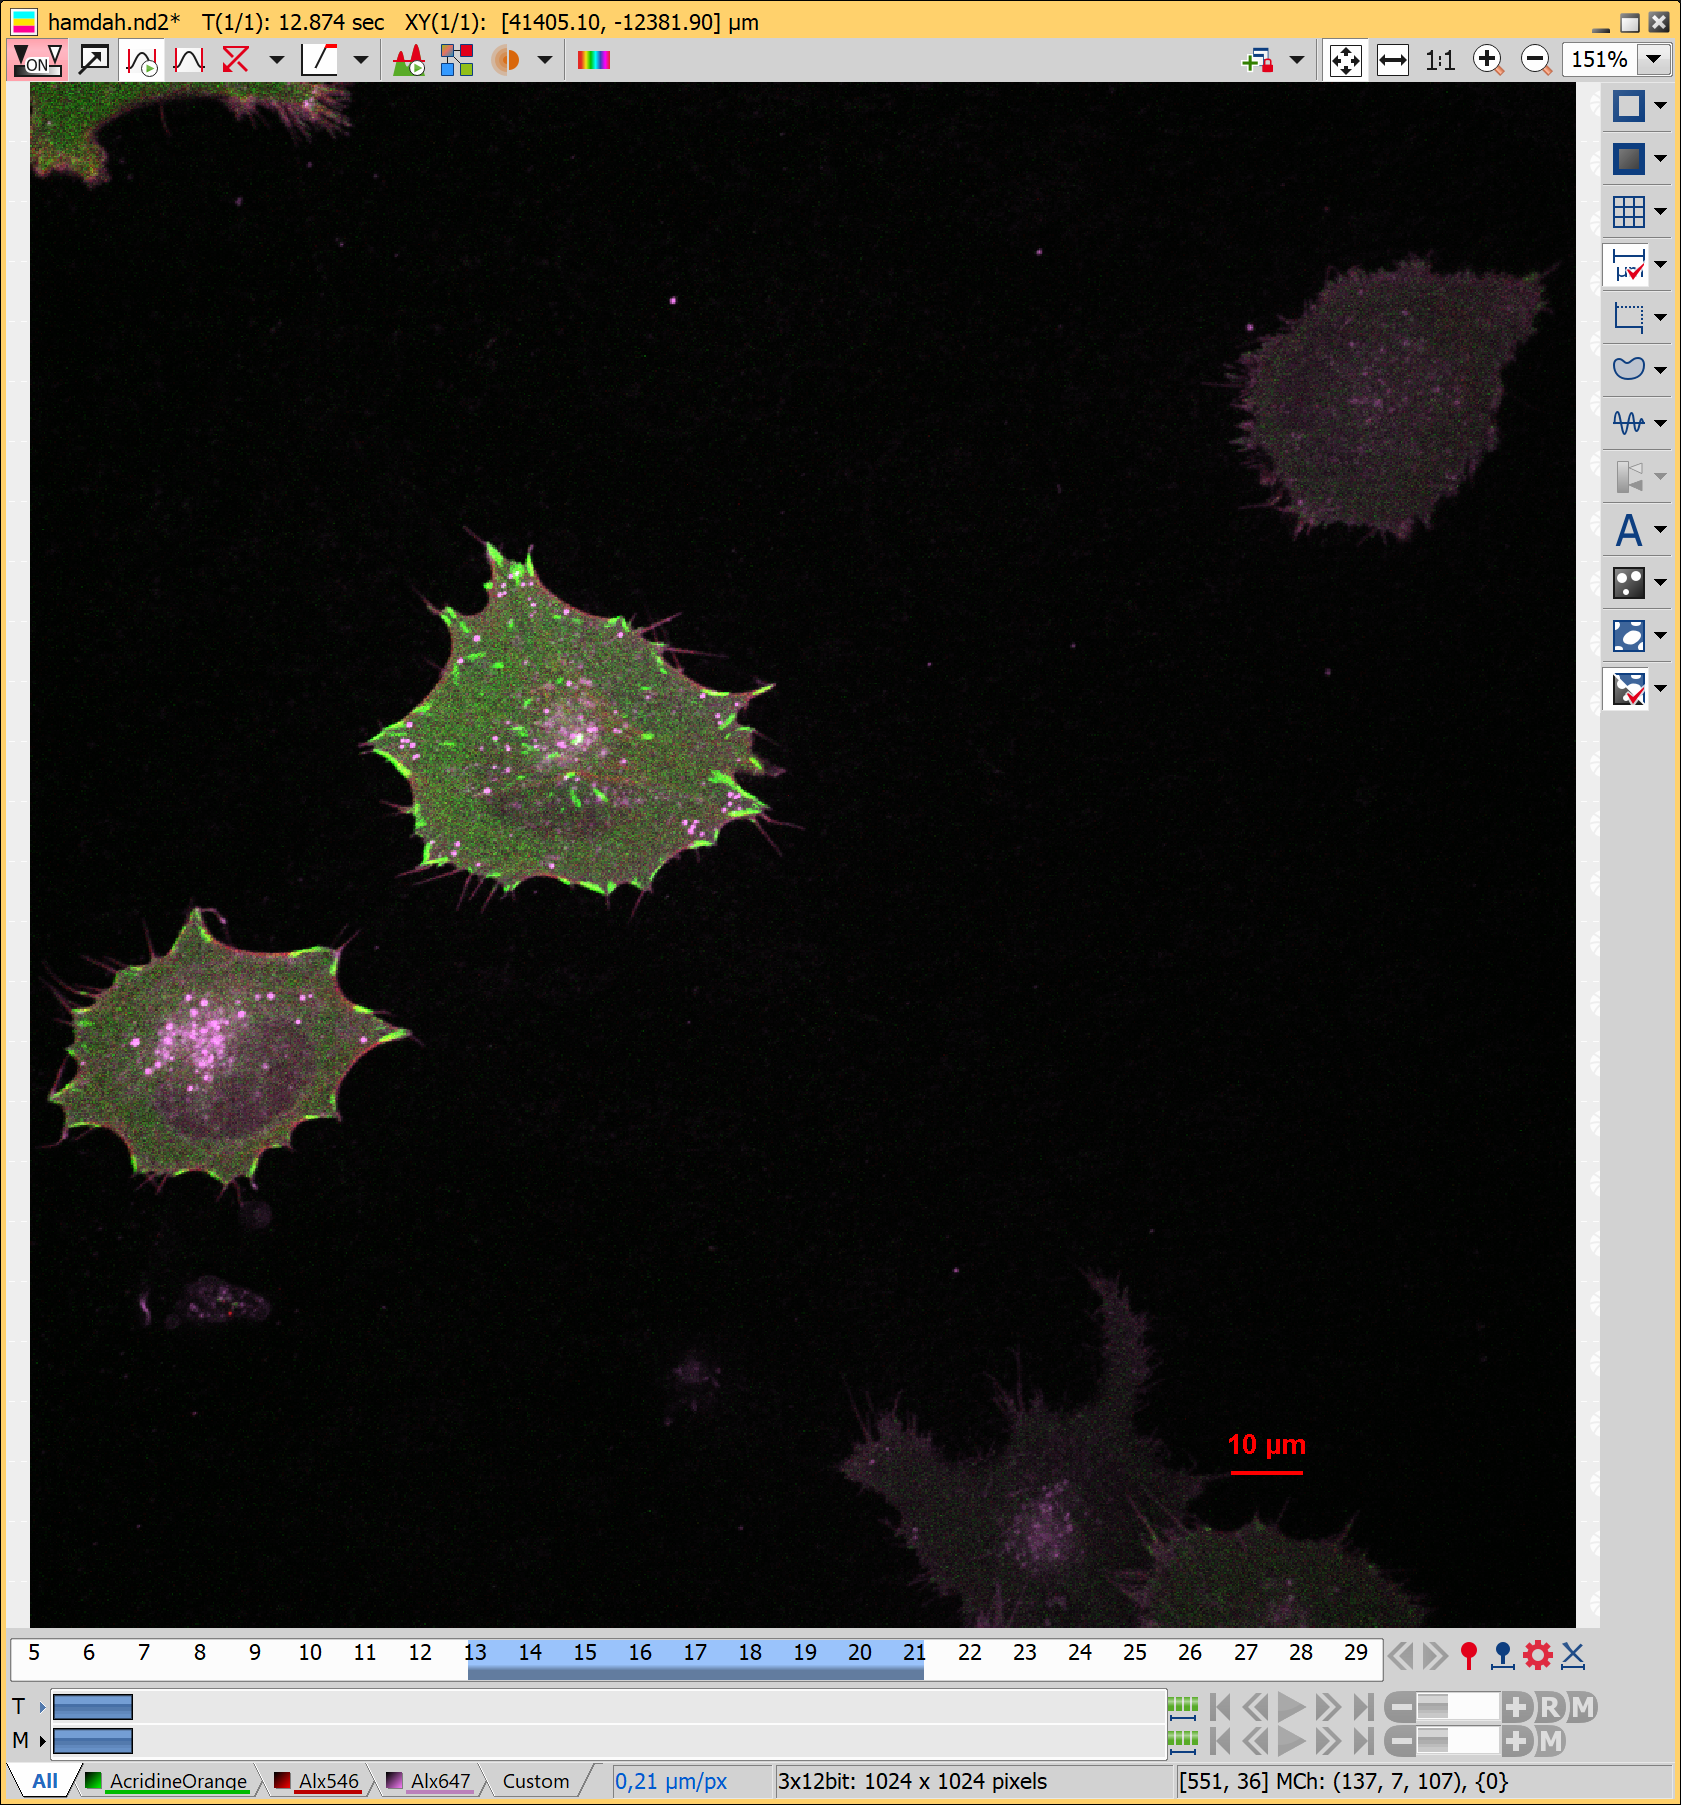 hamdah.nd2* T(1/1): 12.874 sec XY(1/1): [41405.10, -12381.90] µm
ON 1:1 151%
µm
A
10 µm
5 6 7 8 9 10 11 12 13 14 15 16 17 18 19 20 21 22 23 24 25 26 27 28 29
T R M
M M
All AcridineOrange Alx546 Alx647 Custom 0,21 µm/px 3x12bit: 1024 x 1024 pixels [551, 36] MCh: (137, 7, 107), {0}